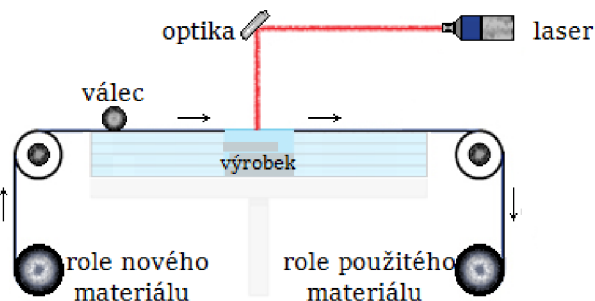 optika
laser
válec
výrobek
role nového
materiálu
role použitého
materiálu